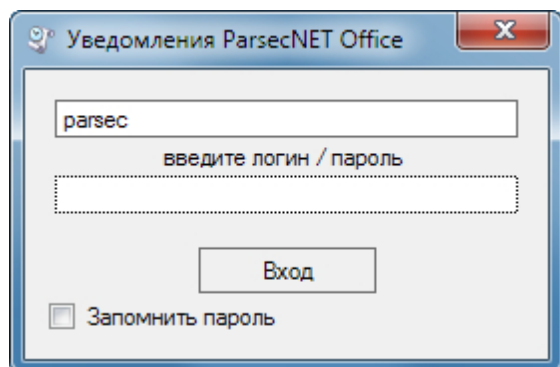 Уведомления ParsecNET Office
parsec
введите логин / пароль
Вход
Запомнить пароль